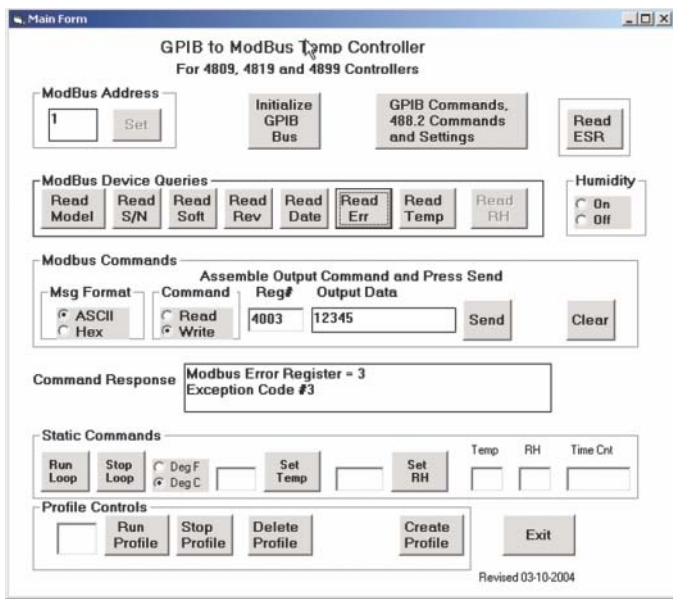 Main Form
GPIB to ModBus Temp Controller
For 4809, 4819 and 4899 Controllers
ModBus Address
1
Set
Initialize
GPIB
Bus
GPIB Commands,
488.2 Commands
and Settings
Read
ESR
ModBus Device Queries
Read
Model
Read
S/N
Read
Soft
Read
Rev
Read
Date
Read
Err
Read
Temp
Read
RH
Humidity
On
Off
Modbus Commands
Assemble Output Command and Press Send
Msg Format
ASCII
Hex
Command
Read
Write
Reg#
4003
Output Data
12345
Send
Clear
Command Response
Modbus Error Register = 3
Exception Code #3
Static Commands
Run
Loop
Stop
Loop
Deg F
Deg C
Set
Temp
Set
RH
Temp
RH
Time Cnt
Profile Controls
Run
Profile
Stop
Profile
Delete
Profile
Create
Profile
Exit
Revised 03-10-2004